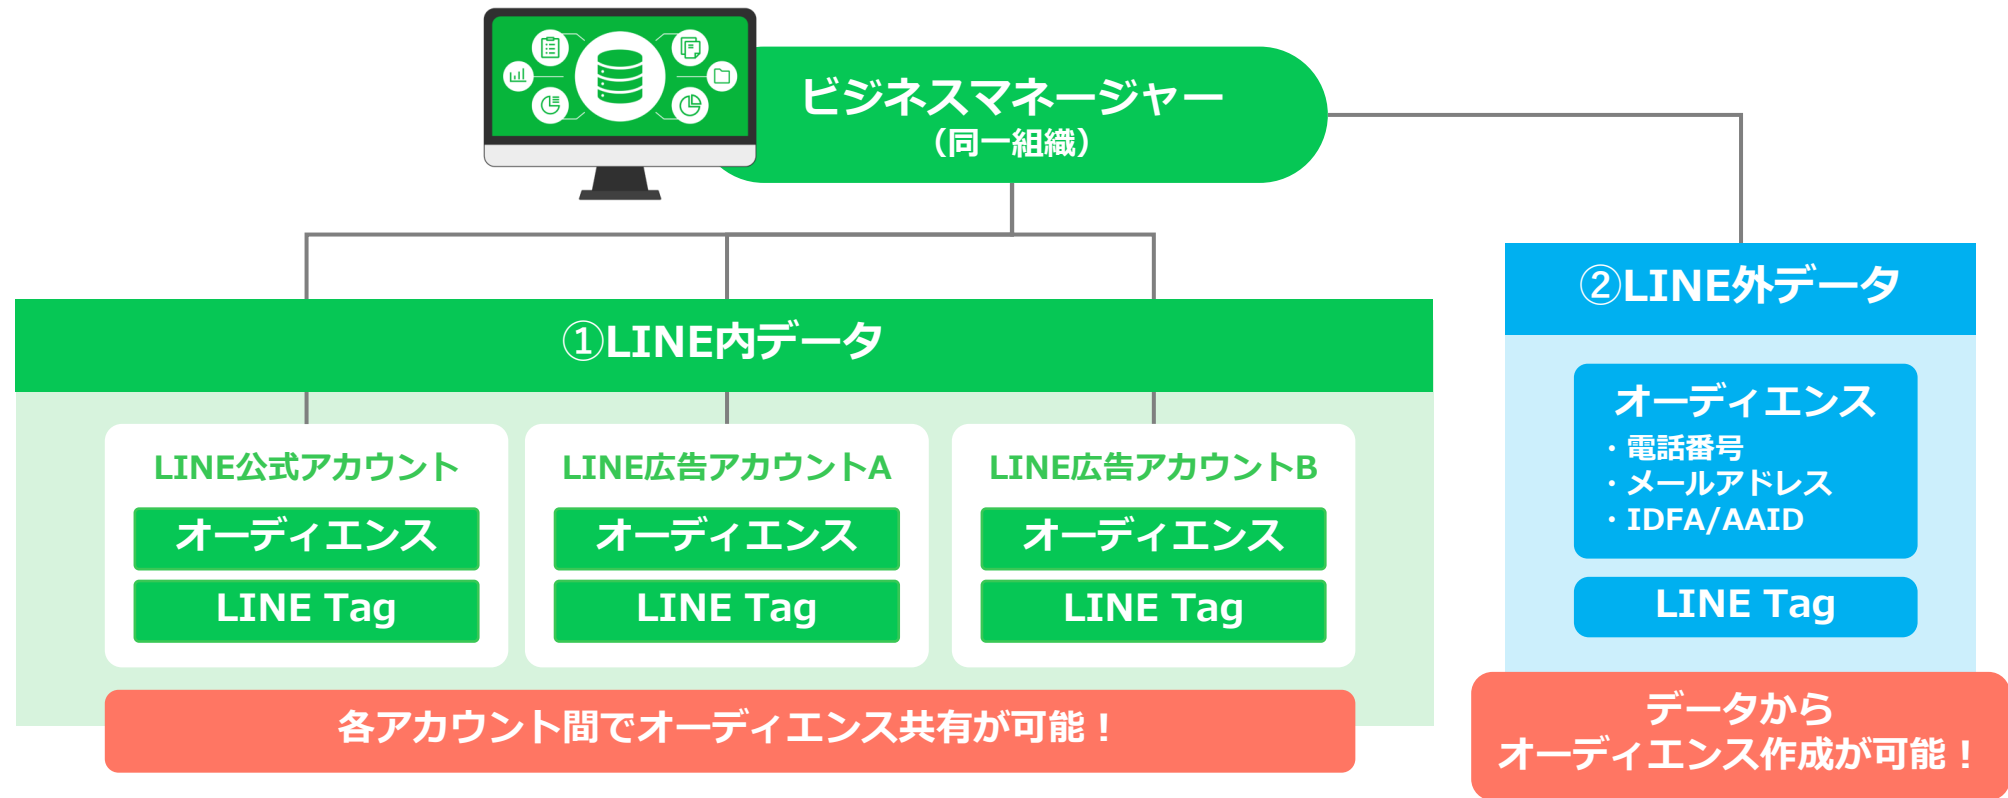 ビジネスマネージャー
（同一組織）
①LINE内データ
LINE公式アカウント
オーディエンス
LINE Tag
LINE広告アカウントA
オーディエンス
LINE Tag
LINE広告アカウントB
オーディエンス
LINE Tag
各アカウント間でオーディエンス共有が可能！
②LINE外データ
オーディエンス
・電話番号
・メールアドレス
・IDFA/AAID
LINE Tag
データから
オーディエンス作成が可能！